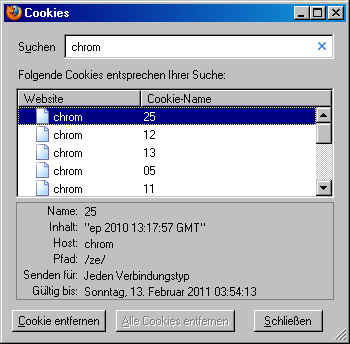 Cookies
Suchen chrom
Folgende Cookies entsprechen Ihrer Suche:
Website Cookie-Name
chrom 25
chrom 12
chrom 13
chrom 05
chrom 11
Name: 25
Inhalt: "ep 2010 13:17:57 GMT"
Host: chrom
Pfad: /ze/
Senden für: Jeden Verbindungstyp
Gültig bis: Sonntag, 13. Februar 2011 03:54:13
Cookie entfernen Alle Cookies entfernen Schließen